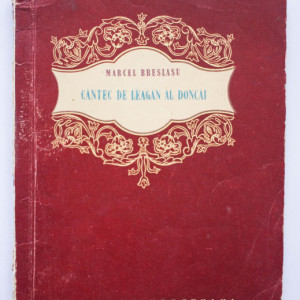 MARCEL BRESLASU
CANTEC DE LEAGAN AL DONCAI